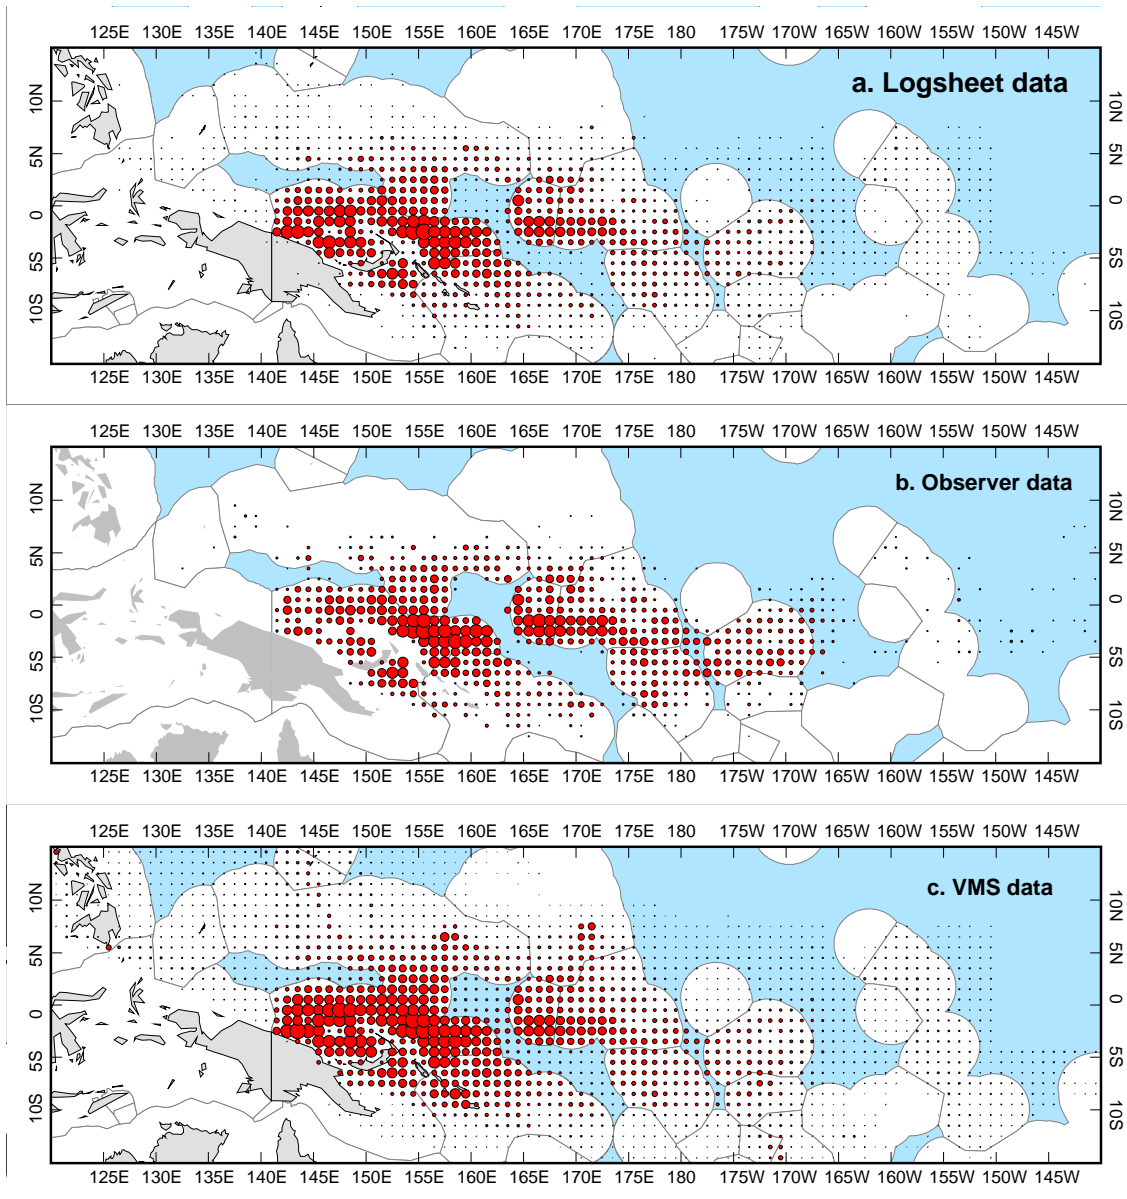 125E 130E 135E 140E 145E 150E 155E 160E 165E 170E 175E 180 175W 170W 165W 160W 155W 150W 145W
a. Logsheet data
10N 10N
5N 5N
0 0
5S 5S
10S 10S
125E 130E 135E 140E 145E 150E 155E 160E 165E 170E 175E 180 175W 170W 165W 160W 155W 150W 145W
125E 130E 135E 140E 145E 150E 155E 160E 165E 170E 175E 180 175W 170W 165W 160W 155W 150W 145W
b. Observer data
10N 10N
5N 5N
0 0
5S 5S
10S 10S
125E 130E 135E 140E 145E 150E 155E 160E 165E 170E 175E 180 175W 170W 165W 160W 155W 150W 145W
125E 130E 135E 140E 145E 150E 155E 160E 165E 170E 175E 180 175W 170W 165W 160W 155W 150W 145W
c. VMS data
10N 10N
5N 5N
0 0
5S 5S
10S 10S
125E 130E 135E 140E 145E 150E 155E 160E 165E 170E 175E 180 175W 170W 165W 160W 155W 150W 145W